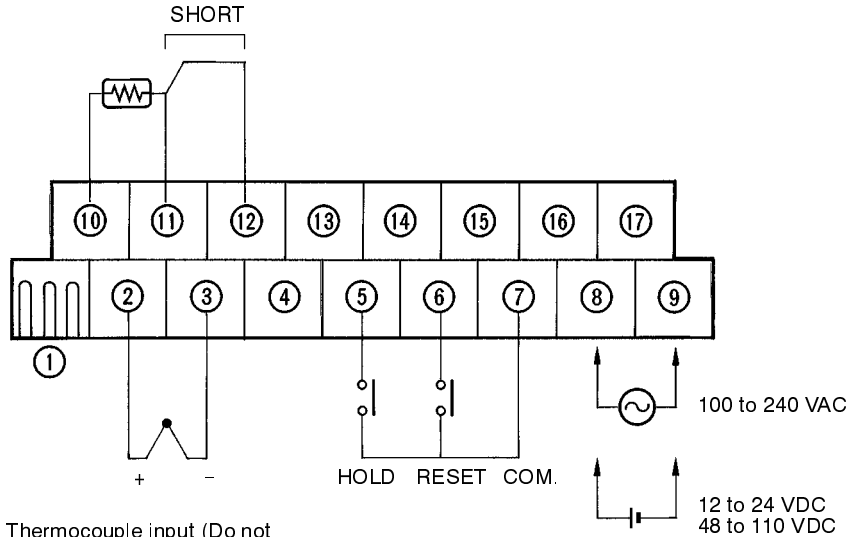 SHORT
10 11 12 13 14 15 16 17
2 3 4 5 6 7 8 9
1
100 to 240 VAC
+ −
HOLD RESET COM.
12 to 24 VDC
48 to 110 VDC
Thermocouple input (Do not